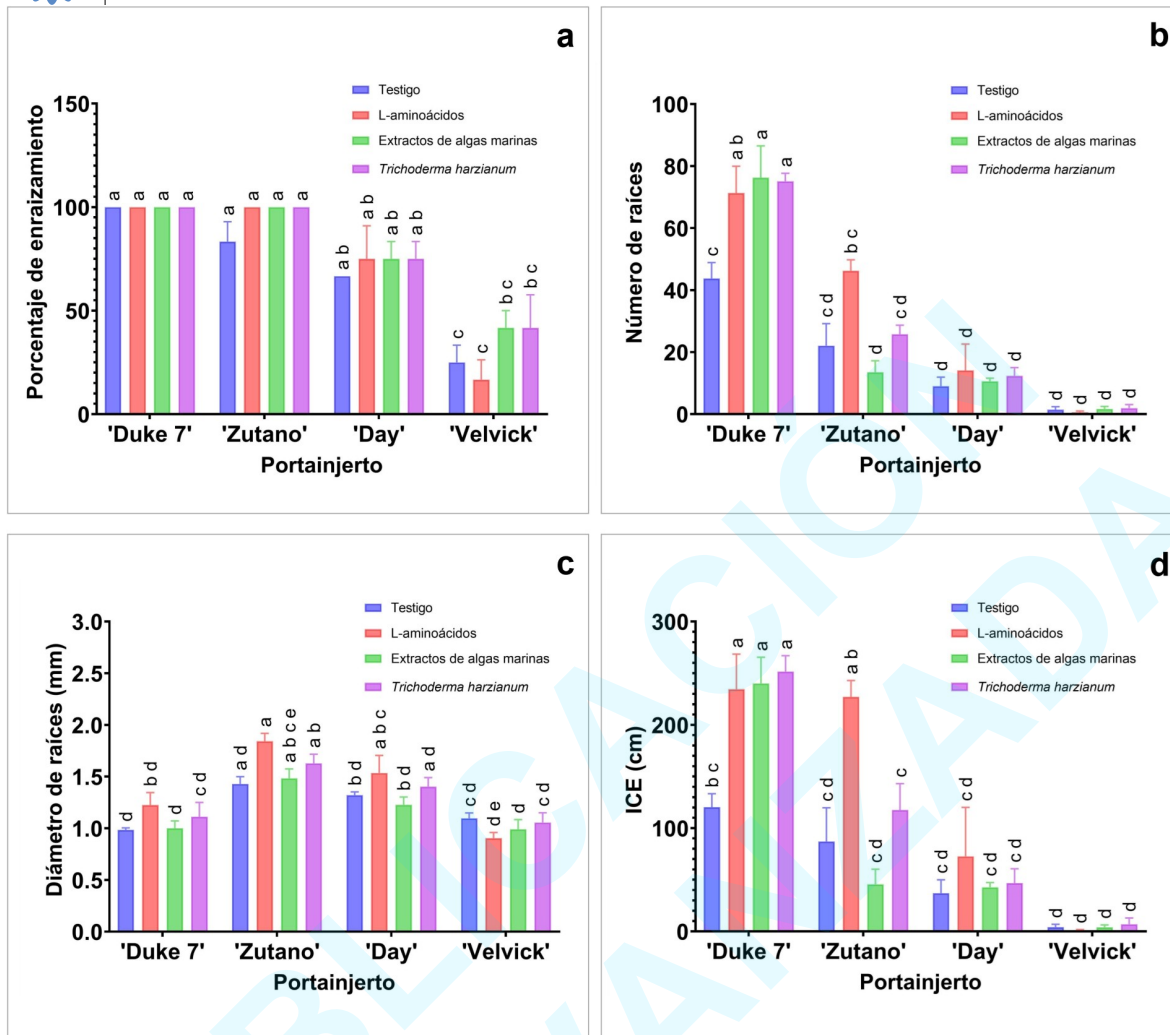 a
Testigo
L-aminoácidos
Extractos de algas marinas
Trichoderma harzianum
Porcentaje de enraizamiento
150
100
50
0
a a a a
a a a a
a b a b a b a b
c c b c b c
'Duke 7' 'Zutano' 'Day' 'Velvick'
Portainjerto
b
Testigo
L-aminoácidos
Extractos de algas marinas
Trichoderma harzianum
Número de raíces
100
80
60
40
20
0
c a b a a
c d b c d c d
d d d d
d d d d
'Duke 7' 'Zutano' 'Day' 'Velvick'
Portainjerto
c
Testigo
L-aminoácidos
Extractos de algas marinas
Trichoderma harzianum
Diámetro de raíces (mm)
3.0
2.5
2.0
1.5
1.0
0.5
0.0
d b d d c d
a d a a b c e a b
b d a b c b d a d
c d d e d c d
'Duke 7' 'Zutano' 'Day' 'Velvick'
Portainjerto
d
Testigo
L-aminoácidos
Extractos de algas marinas
Trichoderma harzianum
ICE (cm)
300
200
100
0
b c a a a
c d a b c d c
c d c d c d c d
d d d d
'Duke 7' 'Zutano' 'Day' 'Velvick'
Portainjerto
BLICACIÓN
ANZADA